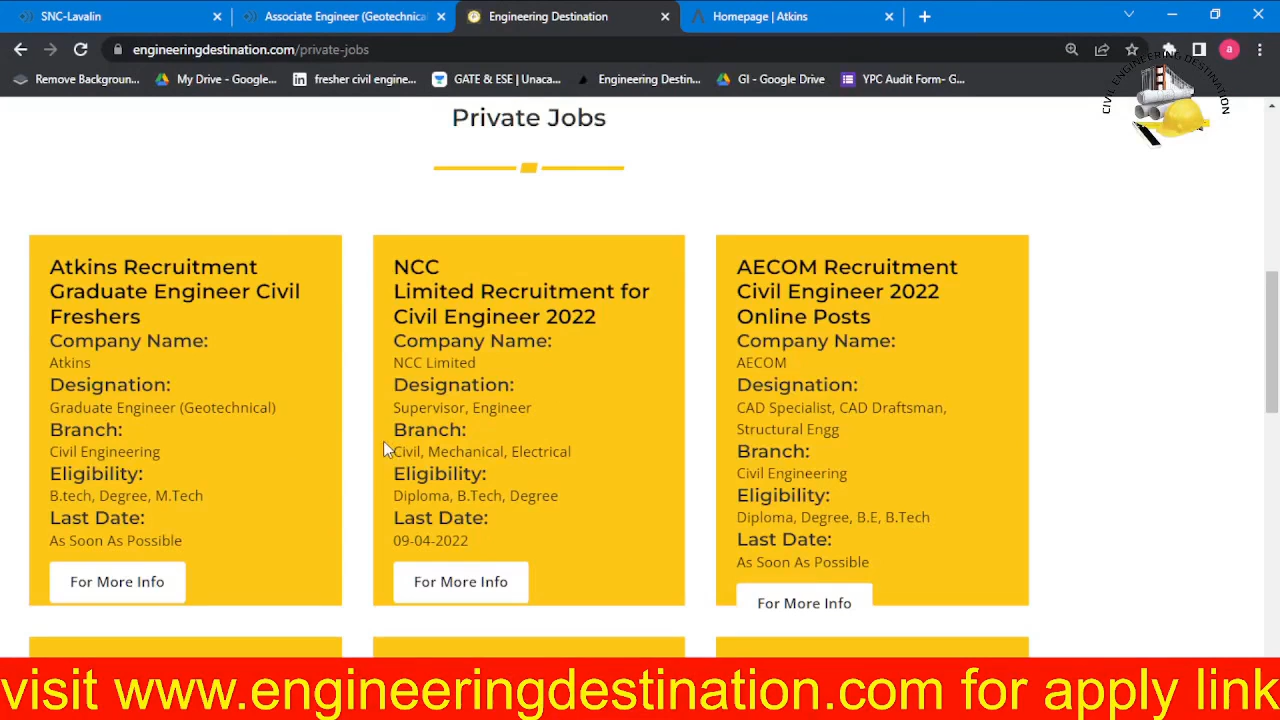 SNC-Lavalin
Associate Engineer (Geotechnical
Engineering Destination
Homepage | Atkins
engineeringdestination.com/private-jobs
a
Remove Backgroun...
My Drive - Google...
fresher civil engine...
GATE & ESE | Unaca...
Engineering Destin...
GI - Google Drive
YPC Audit Form- G...
CIVIL ENGINEERING DESTINATION
Private Jobs
Atkins Recruitment
Graduate Engineer Civil
Freshers
Company Name:
Atkins
Designation:
Graduate Engineer (Geotechnical)
Branch:
Civil Engineering
Eligibility:
B.tech, Degree, M.Tech
Last Date:
As Soon As Possible
For More Info
NCC
Limited Recruitment for
Civil Engineer 2022
Company Name:
NCC Limited
Designation:
Supervisor, Engineer
Branch:
Civil, Mechanical, Electrical
Eligibility:
Diploma, B.Tech, Degree
Last Date:
09-04-2022
For More Info
AECOM Recruitment
Civil Engineer 2022
Online Posts
Company Name:
AECOM
Designation:
CAD Specialist, CAD Draftsman,
Structural Engg
Branch:
Civil Engineering
Eligibility:
Diploma, Degree, B.E, B.Tech
Last Date:
As Soon As Possible
For More Info
visit www.engineeringdestination.com for apply link